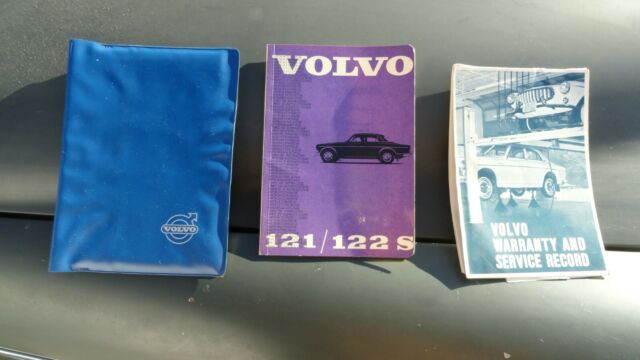 VOLVO
VOLVO
121/122 S
VOLVO
WARRANTY AND
SERVICE RECORD